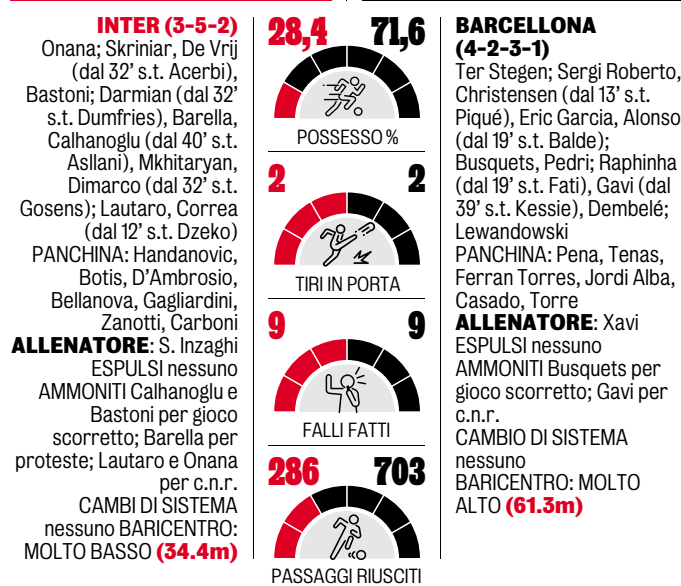 INTER (3-5-2)
Onana; Skriniar, De Vrij
(dal 32' s.t. Acerbi),
Bastoni; Darmian (dal 32'
s.t. Dumfries), Barella,
Calhanoglu (dal 40' s.t.
Asllani), Mkhitaryan,
Dimarco (dal 32' s.t.
Gosens); Lautaro, Correa
(dal 12' s.t. Dzeko)
PANCHINA: Handanovic,
Botis, D'Ambrosio,
Bellanova, Gagliardini,
Zanotti, Carboni
ALLENATORE: S. Inzaghi
ESPULSI nessuno
AMMONITI Calhanoglu e
Bastoni per gioco
scorretto; Barella per
proteste; Lautaro e Onana
per c.n.r.
CAMBI DI SISTEMA
nessuno BARICENTRO:
MOLTO BASSO (34.4m)
28,4 71,6
POSSESSO %
2 2
TIRI IN PORTA
9 9
FALLI FATTI
286 703
PASSAGGI RIUSCITI
BARCELLONA
(4-2-3-1)
Ter Stegen; Sergi Roberto,
Christensen (dal 13' s.t.
Piqué), Eric Garcia, Alonso
(dal 19' s.t. Balde);
Busquets, Pedri; Raphinha
(dal 19' s.t. Fati), Gavi (dal
39' s.t. Kessie), Dembelé;
Lewandowski
PANCHINA: Pena, Tenas,
Ferran Torres, Jordi Alba,
Casado, Torre
ALLENATORE: Xavi
ESPULSI nessuno
AMMONITI Busquets per
gioco scorretto; Gavi per
c.n.r.
CAMBIO DI SISTEMA
nessuno
BARICENTRO: MOLTO
ALTO (61.3m)